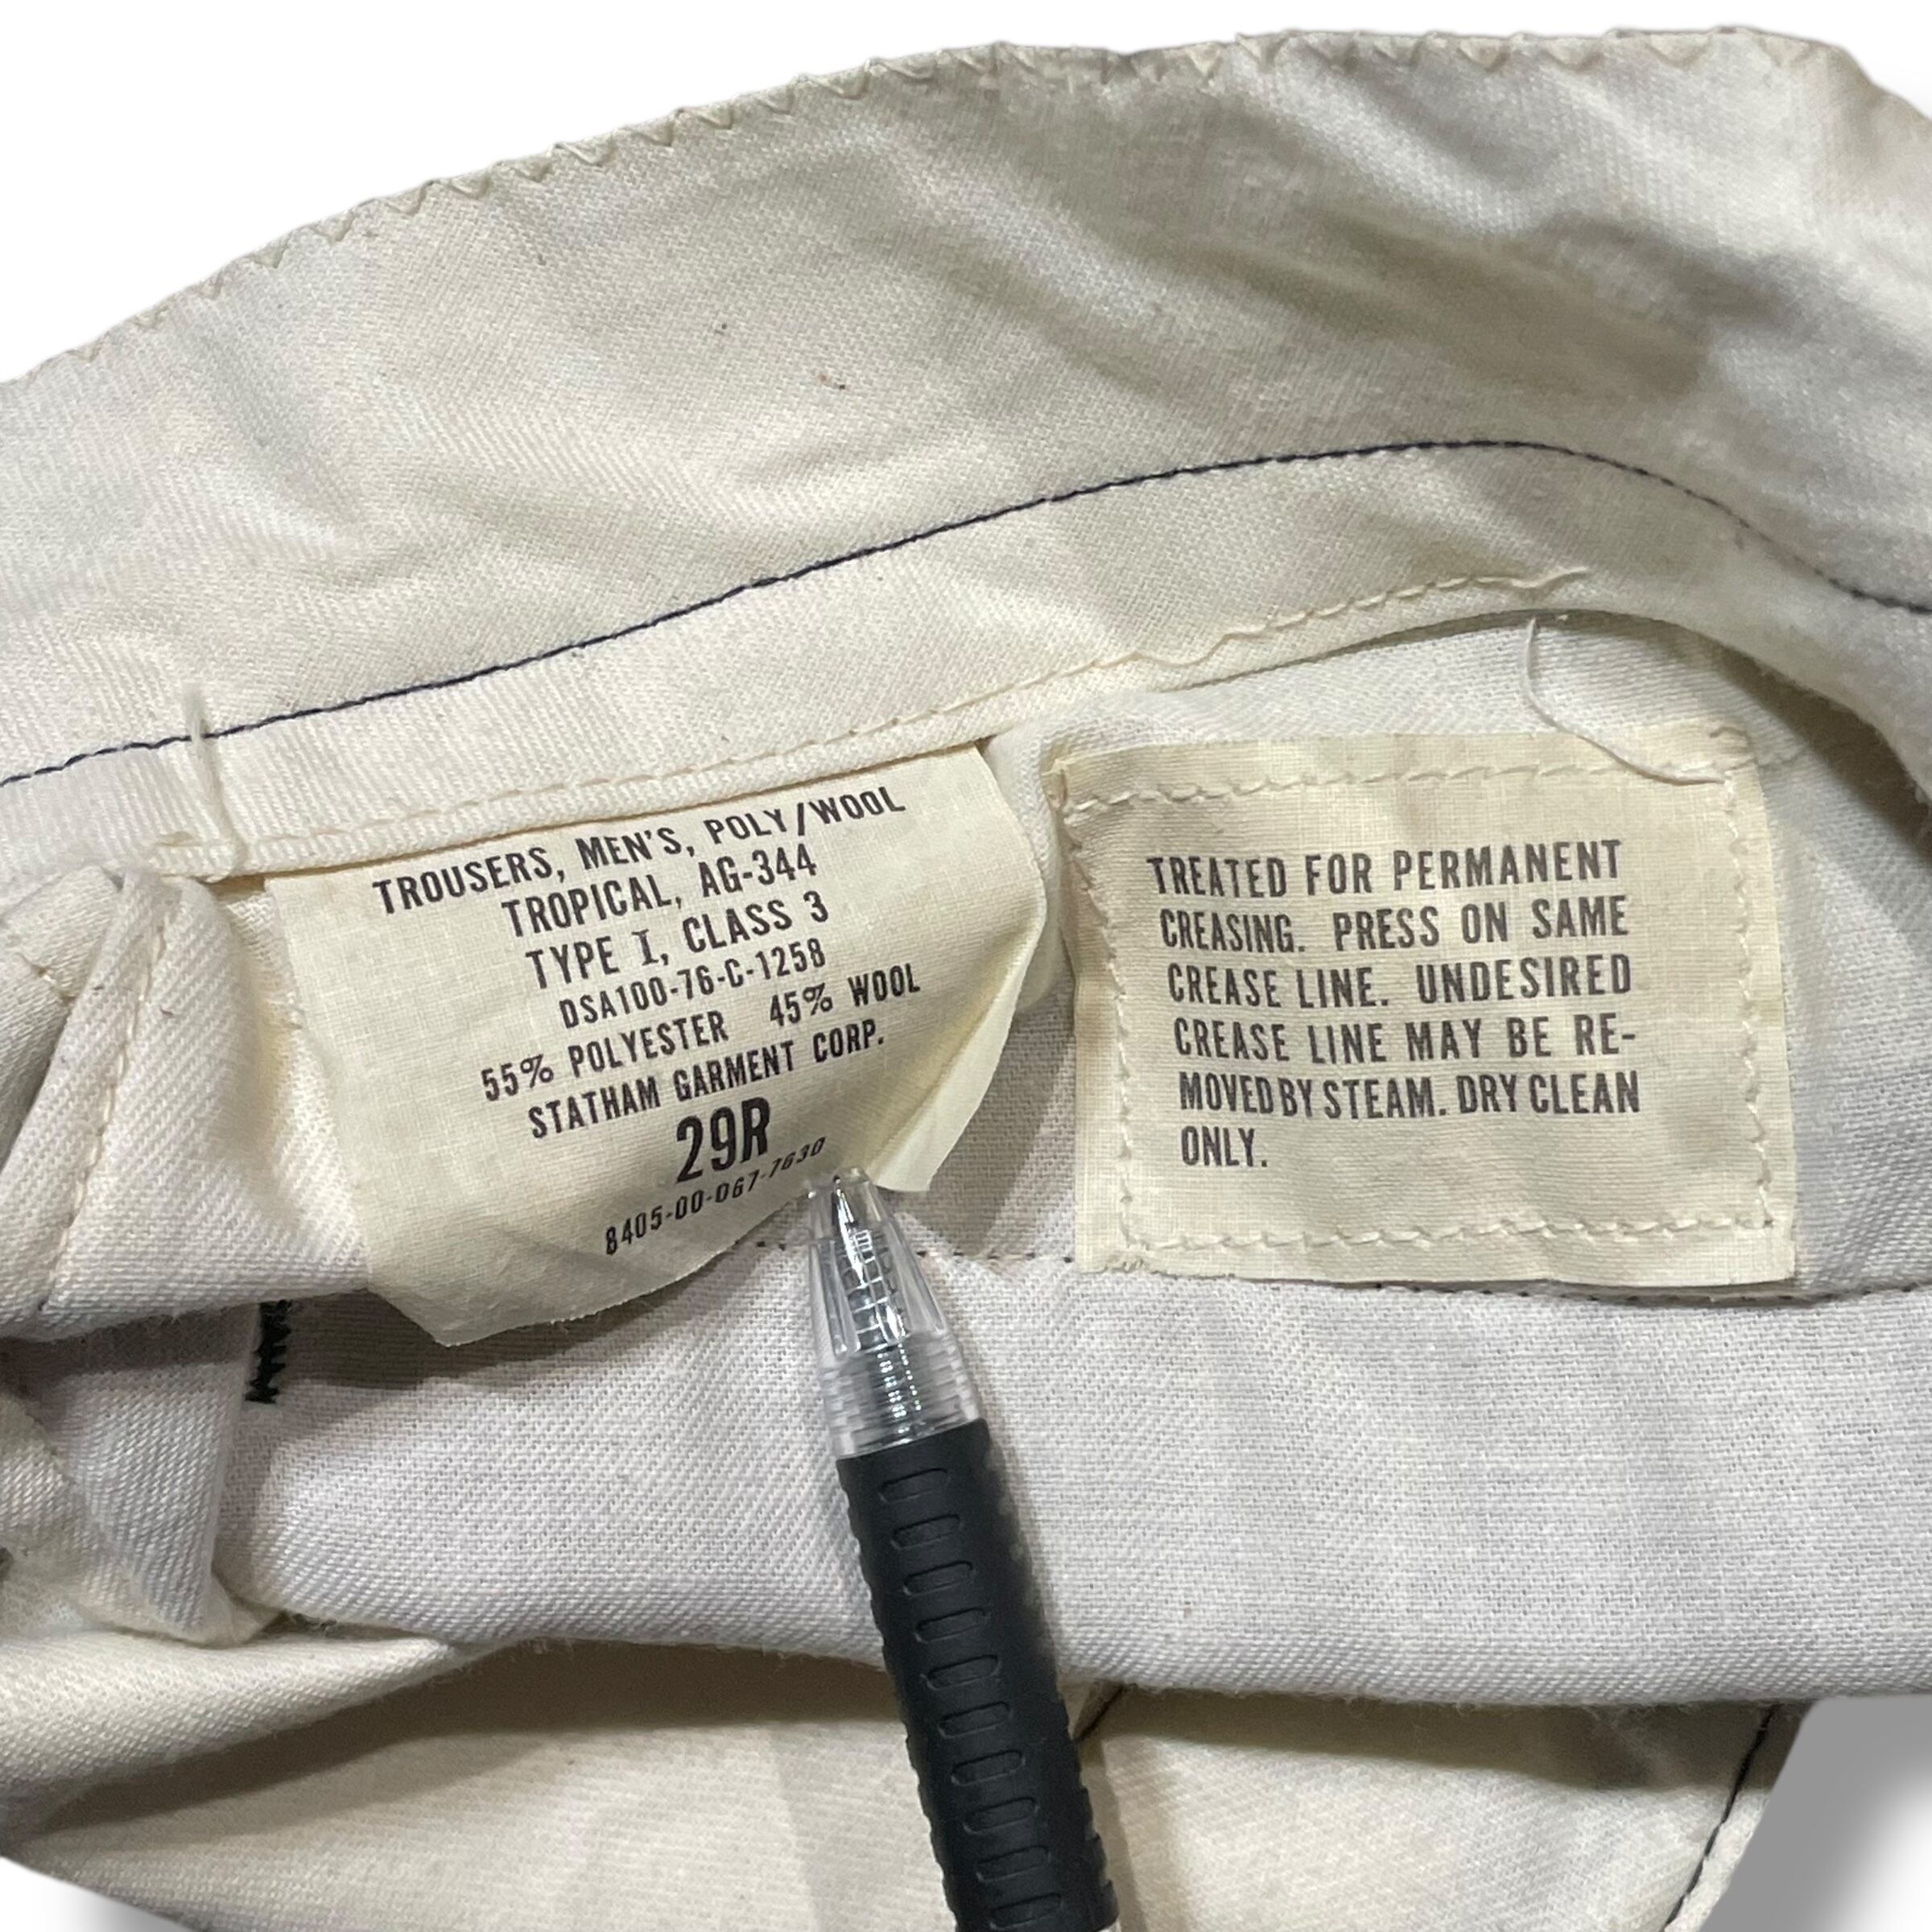 TROUSERS, MEN'S, POLY/WOOL
TROPICAL, AG-344
TYPE I, CLASS 3
DSA100-76-C-1258
55% POLYESTER 45% WOOL
STATHAM GARMENT CORP.
29R
8405-00-067-7630
TREATED FOR PERMANENT
CREASING. PRESS ON SAME
CREASE LINE. UNDESIRED
CREASE LINE MAY BE RE-
MOVED BY STEAM. DRY CLEAN
ONLY.